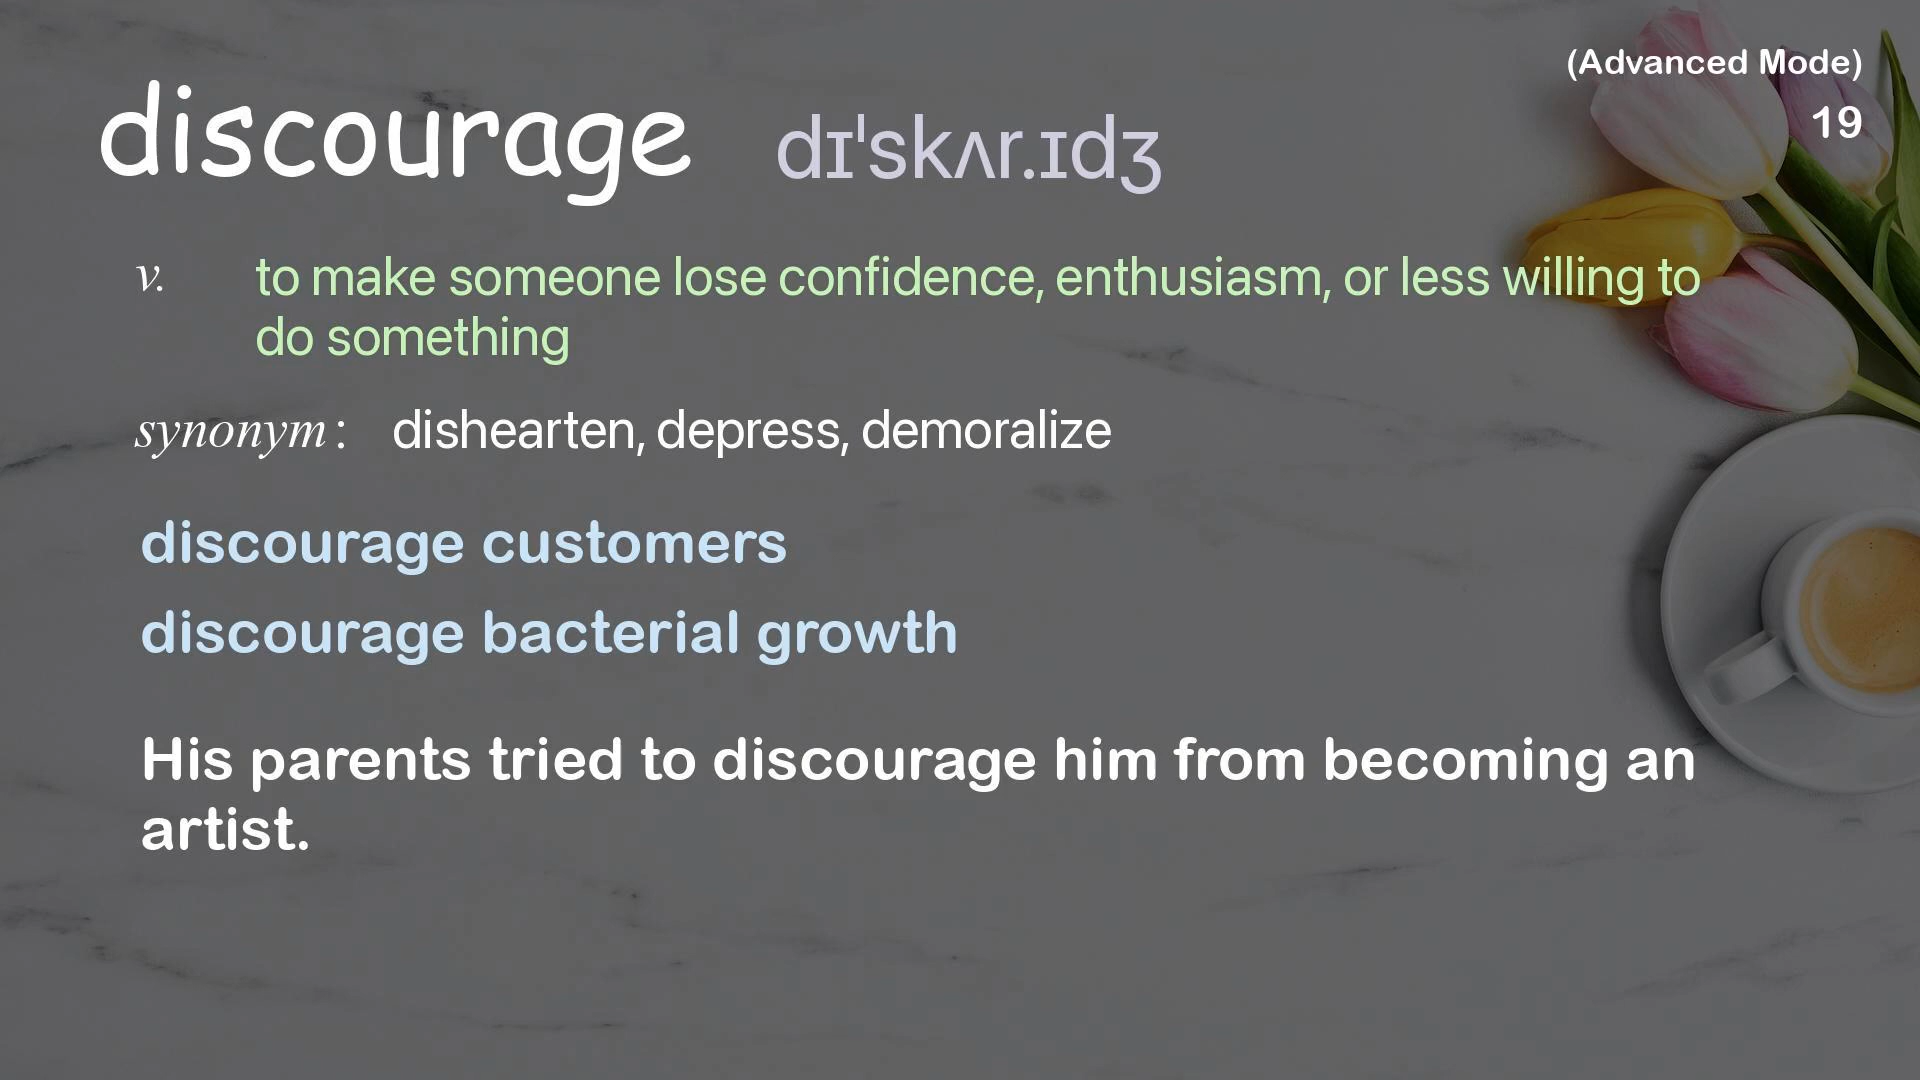 (Advanced Mode)
19
discourage dɪˈskʌr.ɪdʒ
v. to make someone lose confidence, enthusiasm, or less willing to
do something
synonym: dishearten, depress, demoralize
discourage customers
discourage bacterial growth
His parents tried to discourage him from becoming an
artist.